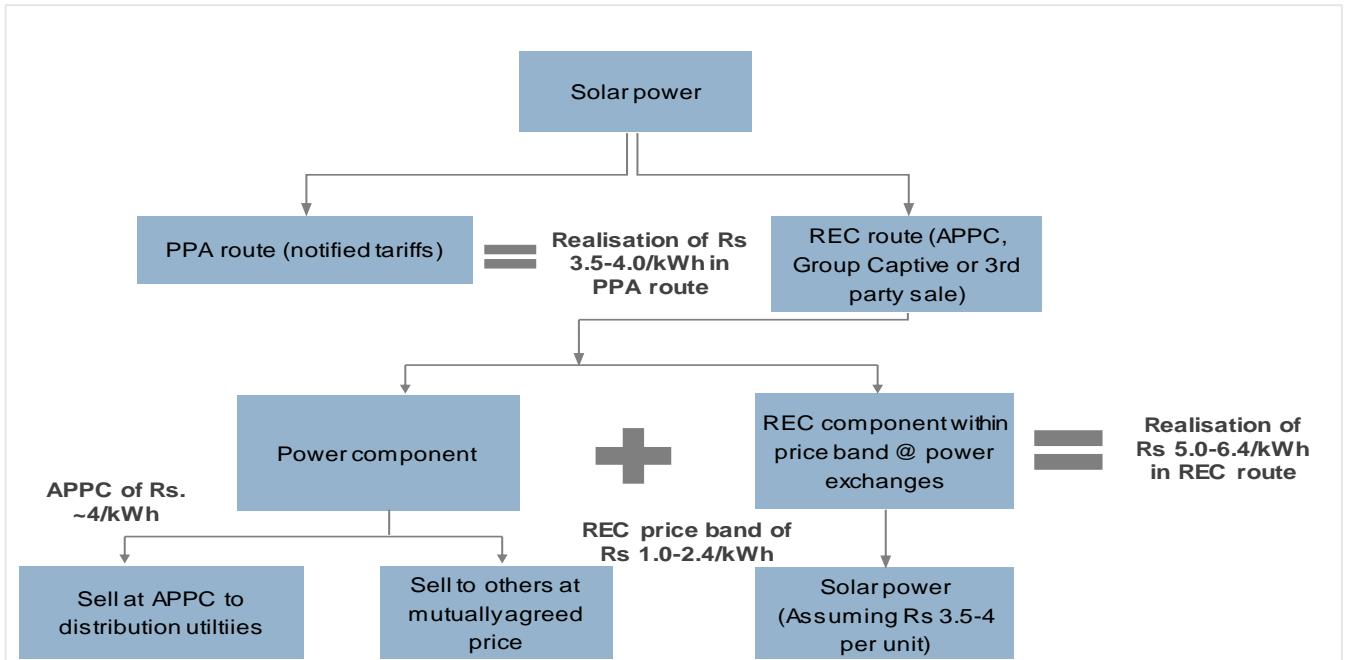 Solar power
PPA route (notified tariffs)
Realisation of Rs
3.5-4.0/kWh in
PPA route
REC route (APPC,
Group Captive or 3rd
party sale)
Power component
REC component within
price band @ power
exchanges
Realisation of
Rs 5.0-6.4/kWh
in REC route
APPC of Rs.
~4/kWh
REC price band of
Rs 1.0-2.4/kWh
Sell at APPC to
distribution utiltiies
Sell to others at
mutually agreed
price
Solar power
(Assuming Rs 3.5-4
per unit)